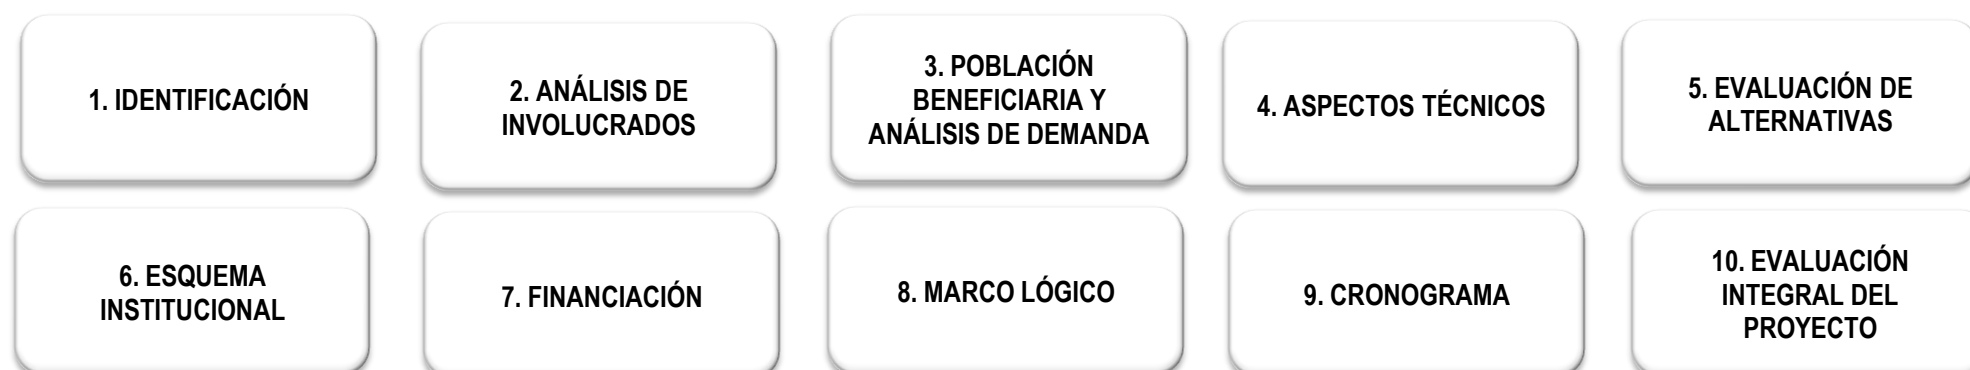 1. IDENTIFICACIÓN
2. ANÁLISIS DE
INVOLUCRADOS
3. POBLACIÓN
BENEFICIARIA Y
ANÁLISIS DE DEMANDA
4. ASPECTOS TÉCNICOS
5. EVALUACIÓN DE
ALTERNATIVAS
6. ESQUEMA
INSTITUCIONAL
7. FINANCIACIÓN
8. MARCO LÓGICO
9. CRONOGRAMA
10. EVALUACIÓN
INTEGRAL DEL
PROYECTO